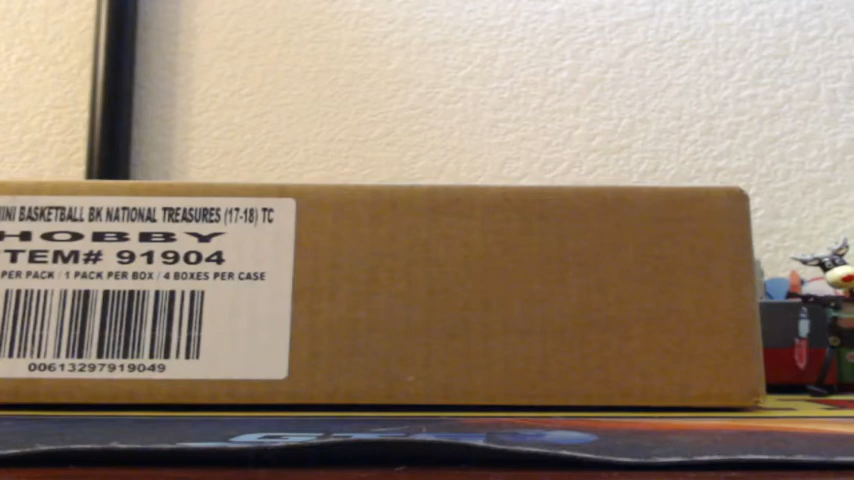 INI BASKETBALL BK NATIONAL TREASURES (17-18) TC
HOBBY
TEM# 91904
PER PACK / 1 PACK PER BOX / 4 BOXES PER CASE
00613297919049